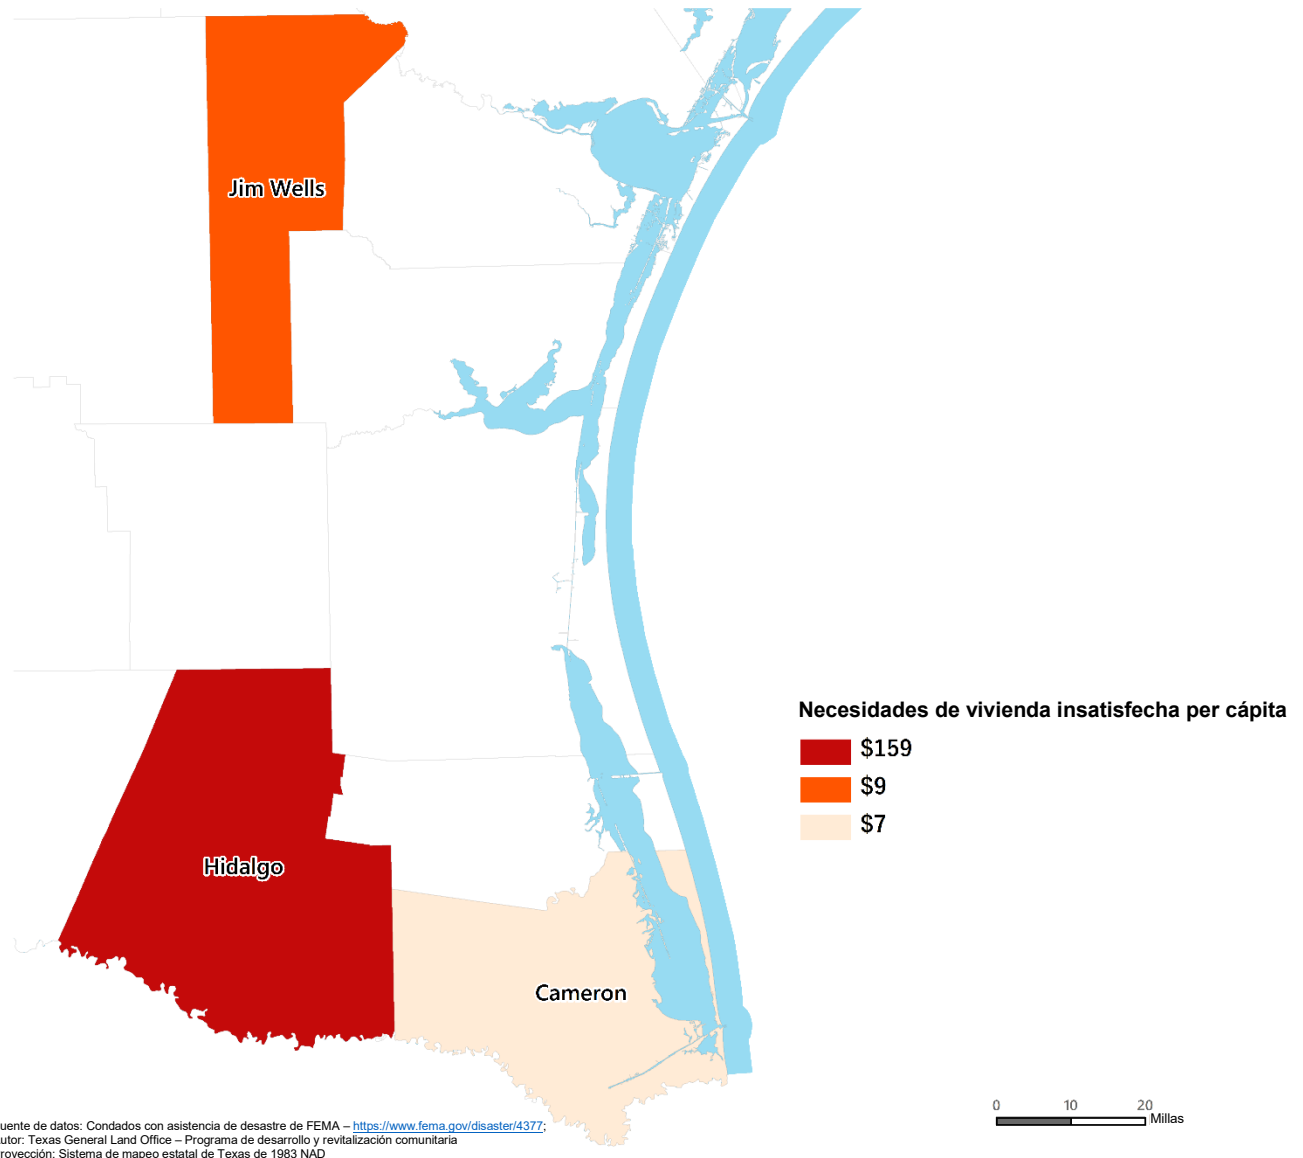 Jim Wells
Necesidades de vivienda insatisfecha per cápita
$159
$9
$7
Hidalgo
Cameron
0 10 20
Millas
uente de datos: Condados con asistencia de desastre de FEMA – https://www.fema.gov/disaster/4377;
utor: Texas General Land Office – Programa de desarrollo y revitalización comunitaria
royección: Sistema de mapeo estatal de Texas de 1983 NAD